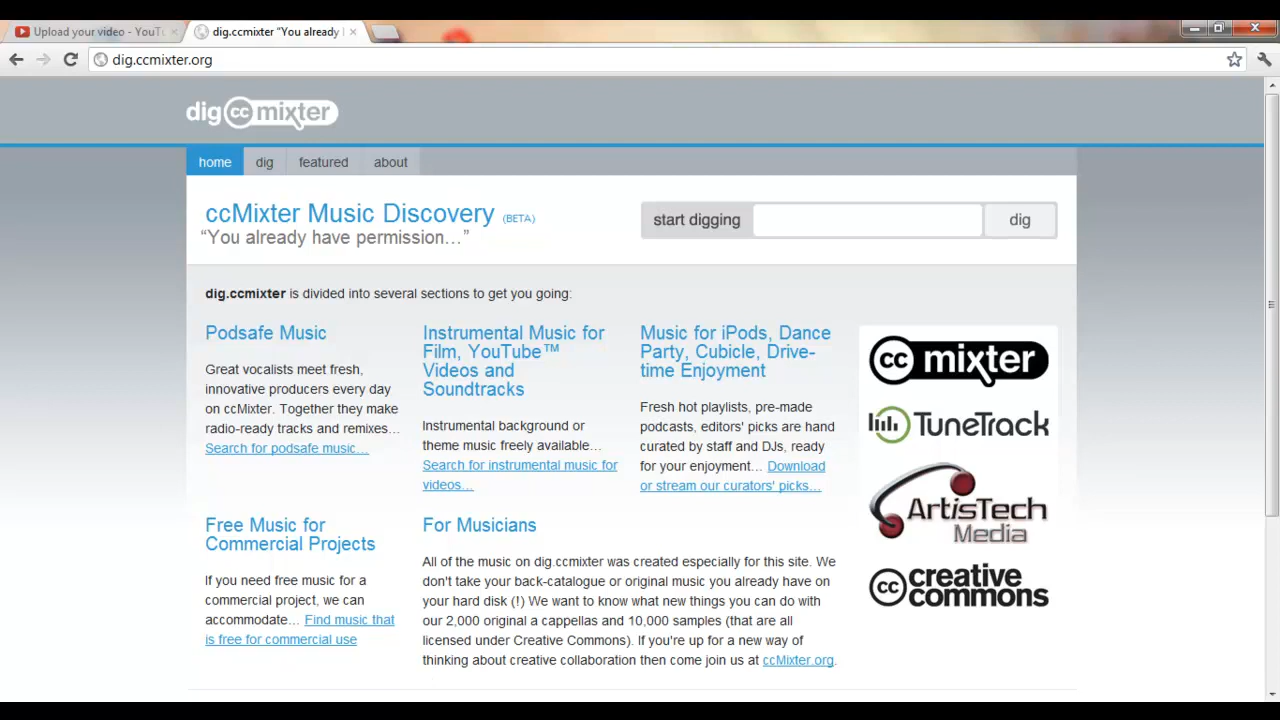 Upload your video - YouTu
dig.ccmixter "You already
dig.ccmixter.org
dig cc mixter
home dig featured about
ccMixter Music Discovery (BETA)
“You already have permission…”
start digging dig
dig.ccmixter is divided into several sections to get you going:
Podsafe Music
Great vocalists meet fresh,
innovative producers every day
on ccMixter. Together they make
radio-ready tracks and remixes…
Search for podsafe music…
Instrumental Music for
Film, YouTube™
Videos and
Soundtracks
Instrumental background or
theme music freely available…
Search for instrumental music for
videos…
Music for iPods, Dance
Party, Cubicle, Drive-
time Enjoyment
Fresh hot playlists, pre-made
podcasts, editors' picks are hand
curated by staff and DJs, ready
for your enjoyment… Download
or stream our curators' picks…
Free Music for
Commercial Projects
If you need free music for a
commercial project, we can
accommodate… Find music that
is free for commercial use
For Musicians
All of the music on dig.ccmixter was created especially for this site. We
don't take your back-catalogue or original music you already have on
your hard disk (!) We want to know what new things you can do with
our 2,000 original a cappellas and 10,000 samples (that are all
licensed under Creative Commons). If you're up for a new way of
thinking about creative collaboration then come join us at ccMixter.org.
cc mixter
TuneTrack
ArtisTech
Media
cc creative
commons